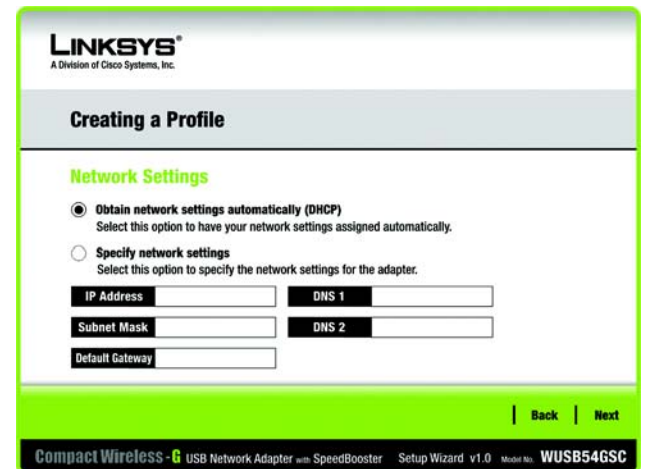 LINKSYS®
A Division of Cisco Systems, Inc.
Creating a Profile
Network Settings
Obtain network settings automatically (DHCP)
Select this option to have your network settings assigned automatically.
Specify network settings
Select this option to specify the network settings for the adapter.
IP Address DNS 1
Subnet Mask DNS 2
Default Gateway
Back Next
Compact Wireless-G USB Network Adapter with SpeedBooster Setup Wizard v1.0 Model No. WUSB54GSC